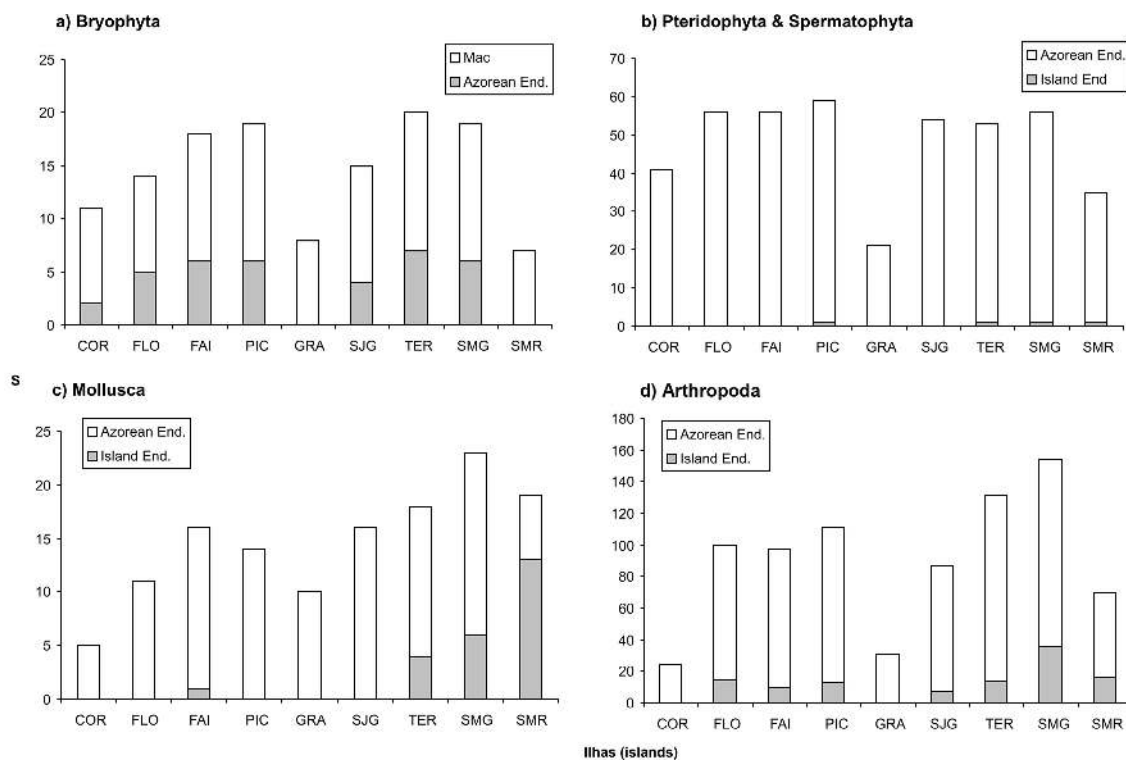 a) Bryophyta
25
20
15
10
5
0
Mac
Azorean End.
COR FLO FAI PIC GRA SJG TER SMG SMR
b) Pteridophyta & Spermatophyta
70
60
50
40
30
20
10
0
Azorean End.
Island End
COR FLO FAI PIC GRA SJG TER SMG SMR
S
c) Mollusca
25
20
15
10
5
0
Azorean End.
Island End.
COR FLO FAI PIC GRA SJG TER SMG SMR
d) Arthropoda
180
160
140
120
100
80
60
40
20
0
Azorean End.
Island End.
COR FLO FAI PIC GRA SJG TER SMG SMR
Ilhas (islands)